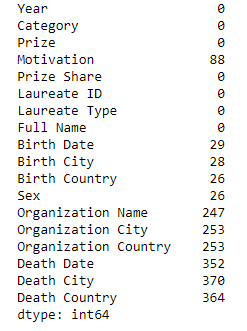 Year 0
Category 0
Prize 0
Motivation 88
Prize Share 0
Laureate ID 0
Laureate Type 0
Full Name 0
Birth Date 29
Birth City 28
Birth Country 26
Sex 26
Organization Name 247
Organization City 253
Organization Country 253
Death Date 352
Death City 370
Death Country 364
dtype: int64